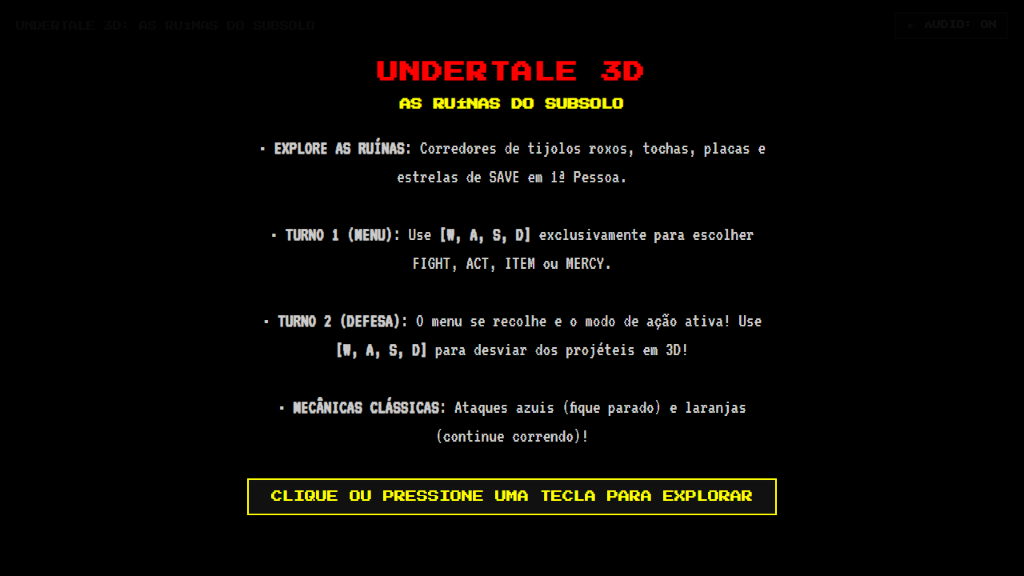 UNDERTALE 3D: AS RUíNAS DO SUBSOLO
AUDIO: ON
UNDERTALE 3D
AS RUíNAS DO SUBSOLO
• EXPLORE AS RUÍNAS: Corredores de tijolos roxos, tochas, placas e
estrelas de SAVE em 1ª Pessoa.
• TURNO 1 (MENU): Use [W, A, S, D] exclusivamente para escolher
FIGHT, ACT, ITEM ou MERCY.
• TURNO 2 (DEFESA): O menu se recolhe e o modo de ação ativa! Use
[W, A, S, D] para desviar dos projéteis em 3D!
• MECÂNICAS CLÁSSICAS: Ataques azuis (fique parado) e laranjas
(continue correndo)!
CLIQUE OU PRESSIONE UMA TECLA PARA EXPLORAR